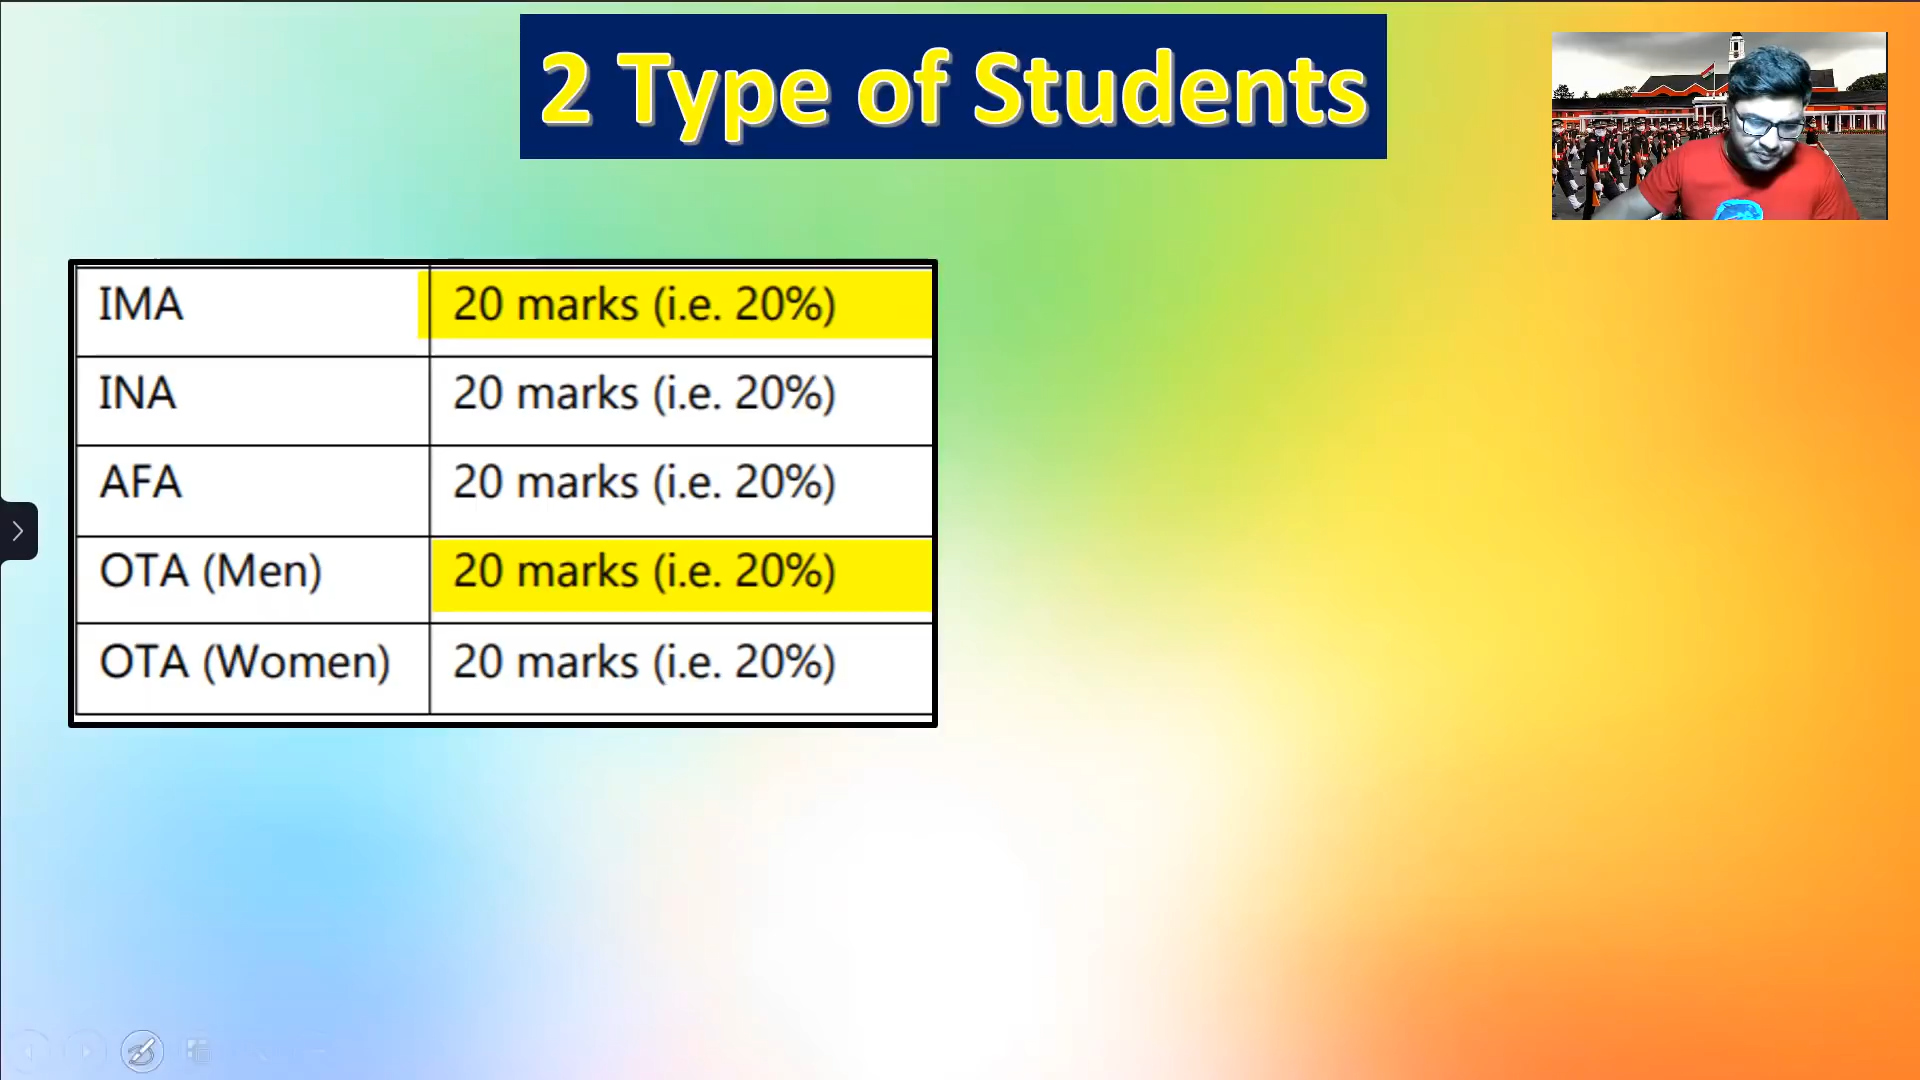 2 Type of Students
IMA 20 marks (i.e. 20%)
INA 20 marks (i.e. 20%)
AFA 20 marks (i.e. 20%)
OTA (Men) 20 marks (i.e. 20%)
OTA (Women) 20 marks (i.e. 20%)